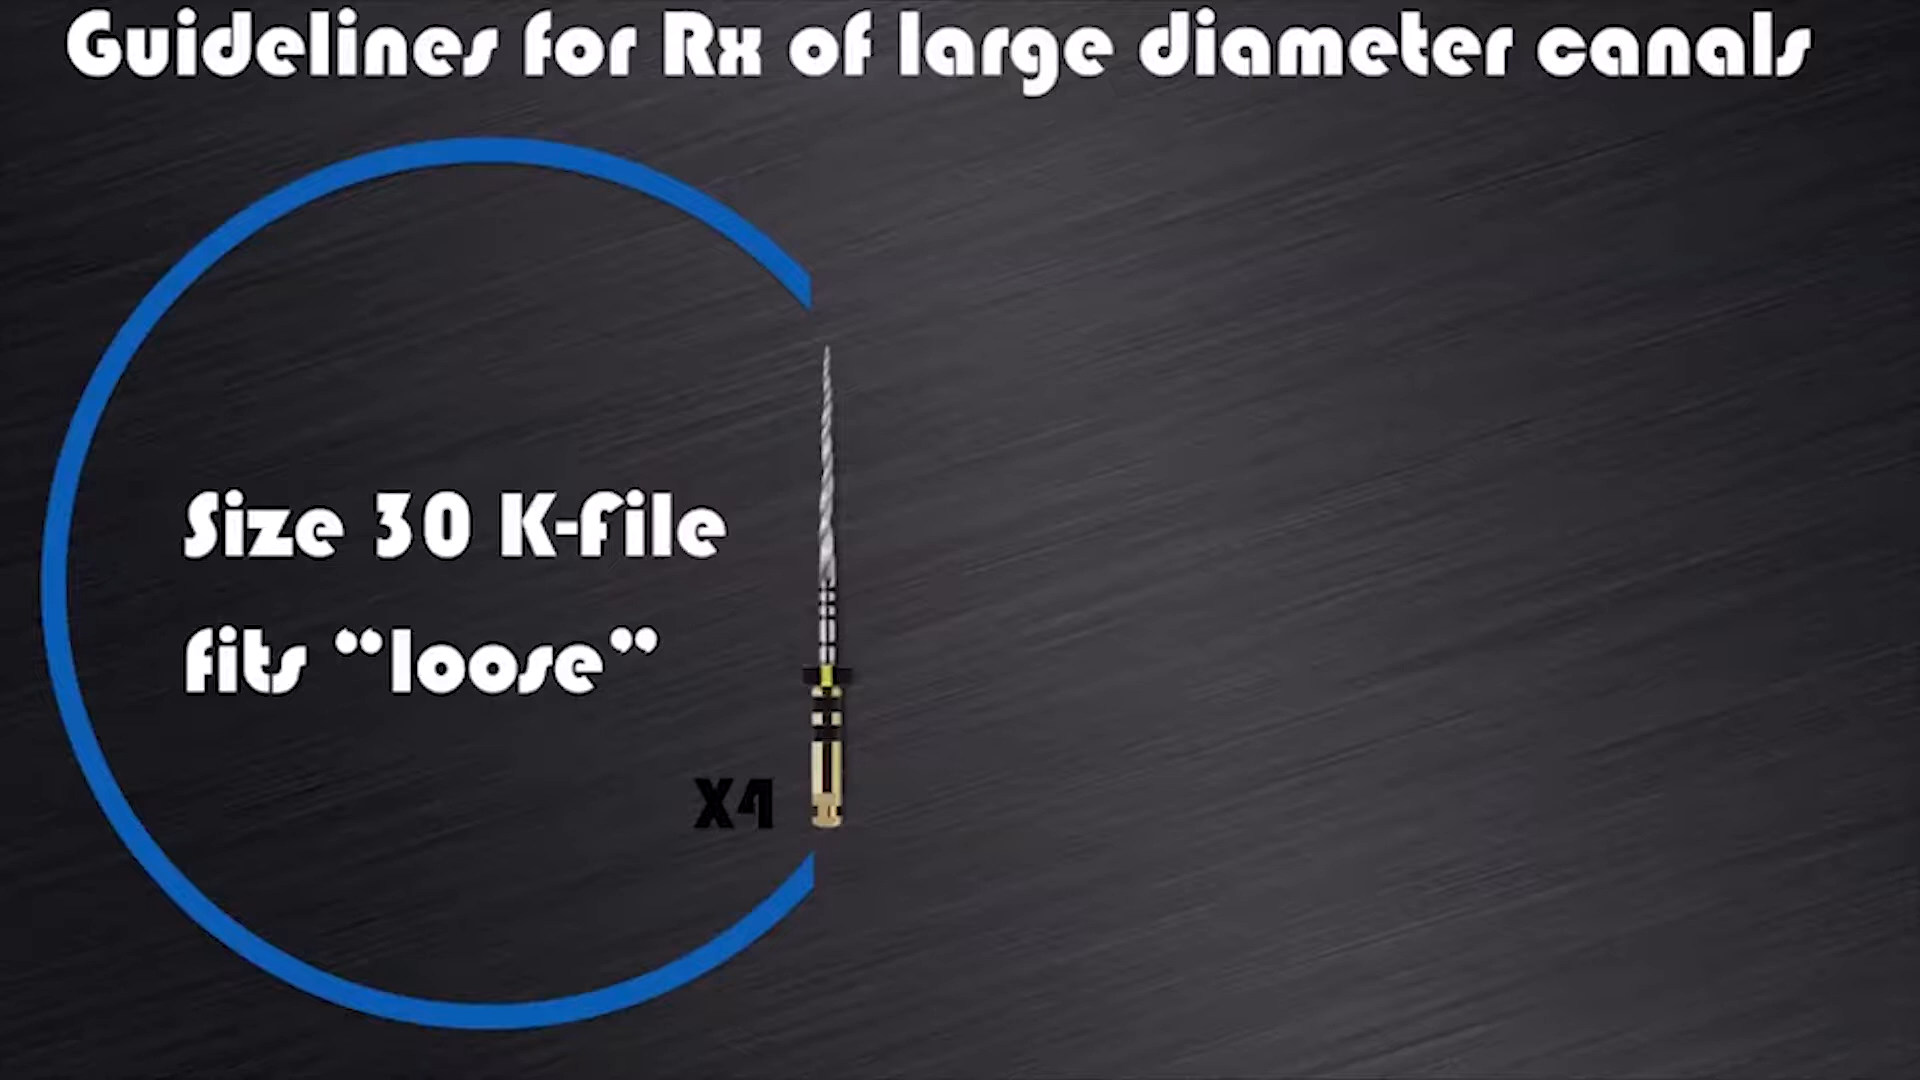 Guidelines for Rx of large diameter canals
Size 30 K-File
fits “loose”
X4